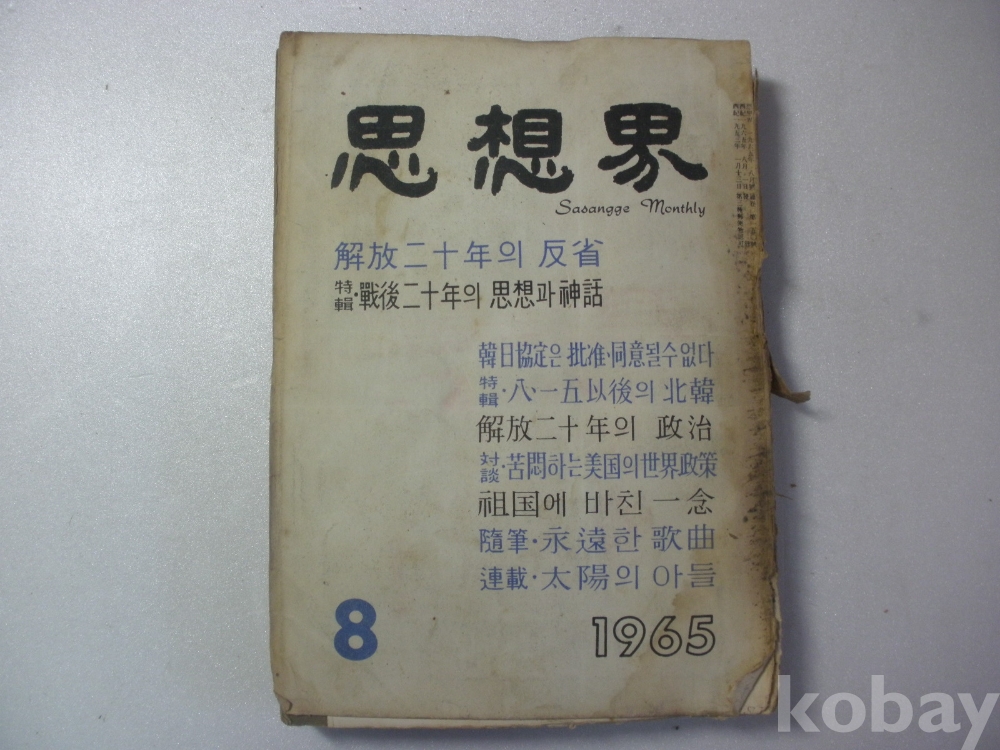 思想界
Sasangge Monthly
解放二十年의 反省
特輯·戰後二十年의 思想과 神話
韓日協定은 批准·同意될수없다
特輯·八·一五以後의 北韓
解放二十年의 政治
対談·苦悶하는 美国의 世界政策
祖国에 바친 一念
隨筆·永遠한 歌曲
連載·太陽의 아들
8
1965
kobay